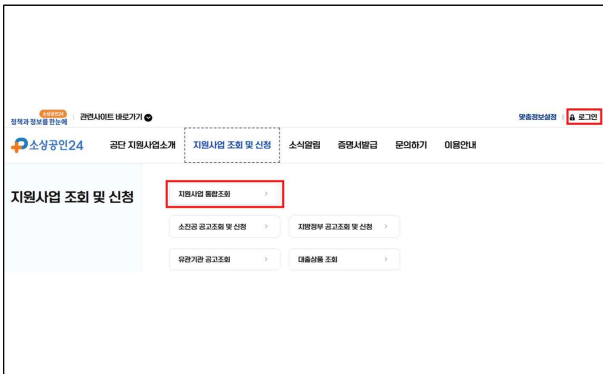 소상공인24
정책과 정보를 한눈에 관련사이트 바로가기 맞춤정보설정 로그인
소상공인24 공단 지원사업소개 지원사업 조회 및 신청 소식알림 증명서발급 문의하기 이용안내
지원사업 조회 및 신청
지원사업 통합조회
소진공 공고조회 및 신청 지방정부 공고조회 및 신청
유관기관 공고조회 대출상품 조회